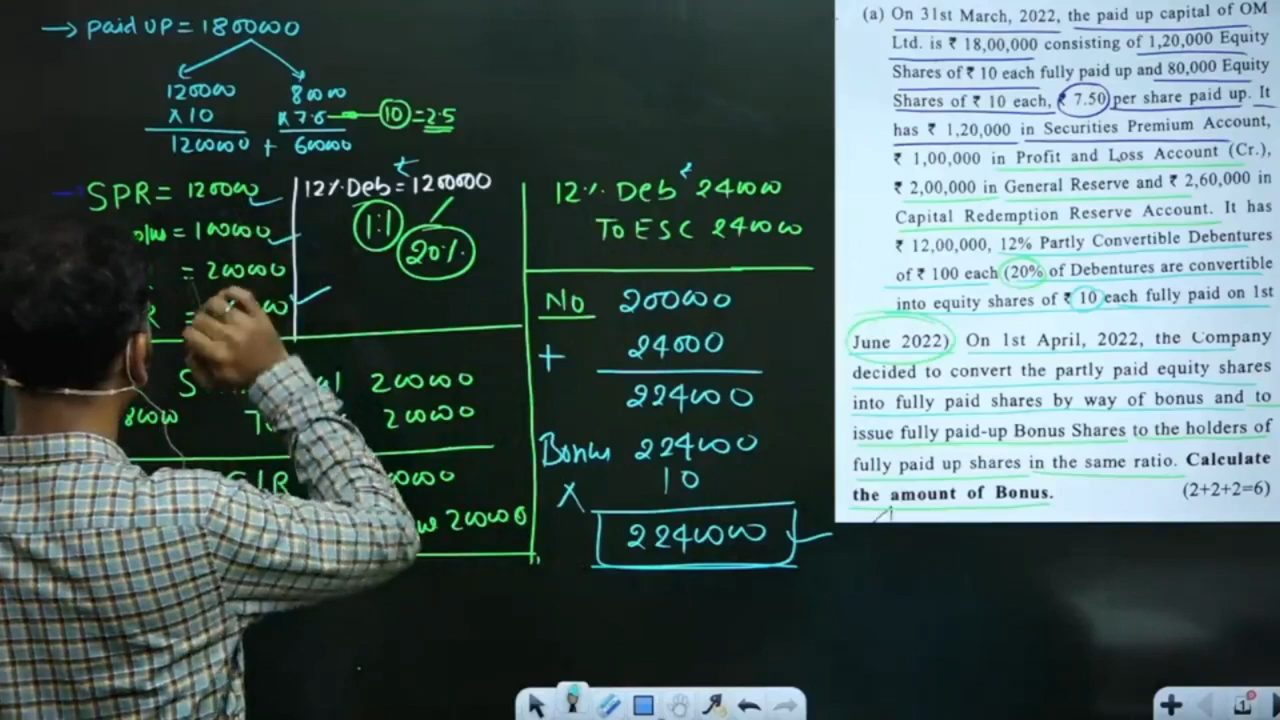 → paid UP = 1800000
120000 80000
X 10 X 7.5 10 = 2.5
1200000 + 600000
SPR = 120000
= 100000
= 200000
R =
200000
80000 200000
200000
12% Deb = 1200000
1:1
20%
12% Deb 240000
To ESC 240000
No 200000
+ 24000
224000
Bonus 224000
X 10
2240000
(a) On 31st March, 2022, the paid up capital of OM
Ltd. is ₹ 18,00,000 consisting of 1,20,000 Equity
Shares of ₹ 10 each fully paid up and 80,000 Equity
Shares of ₹ 10 each, ₹ 7.50 per share paid up. It
has ₹ 1,20,000 in Securities Premium Account,
₹ 1,00,000 in Profit and Loss Account (Cr.),
₹ 2,00,000 in General Reserve and ₹ 2,60,000 in
Capital Redemption Reserve Account. It has
₹ 12,00,000, 12% Partly Convertible Debentures
of ₹ 100 each (20% of Debentures are convertible
into equity shares of ₹ 10 each fully paid on 1st
June 2022) On 1st April, 2022, the Company
decided to convert the partly paid equity shares
into fully paid shares by way of bonus and to
issue fully paid-up Bonus Shares to the holders of
fully paid up shares in the same ratio. Calculate
the amount of Bonus. (2+2+2=6)
1